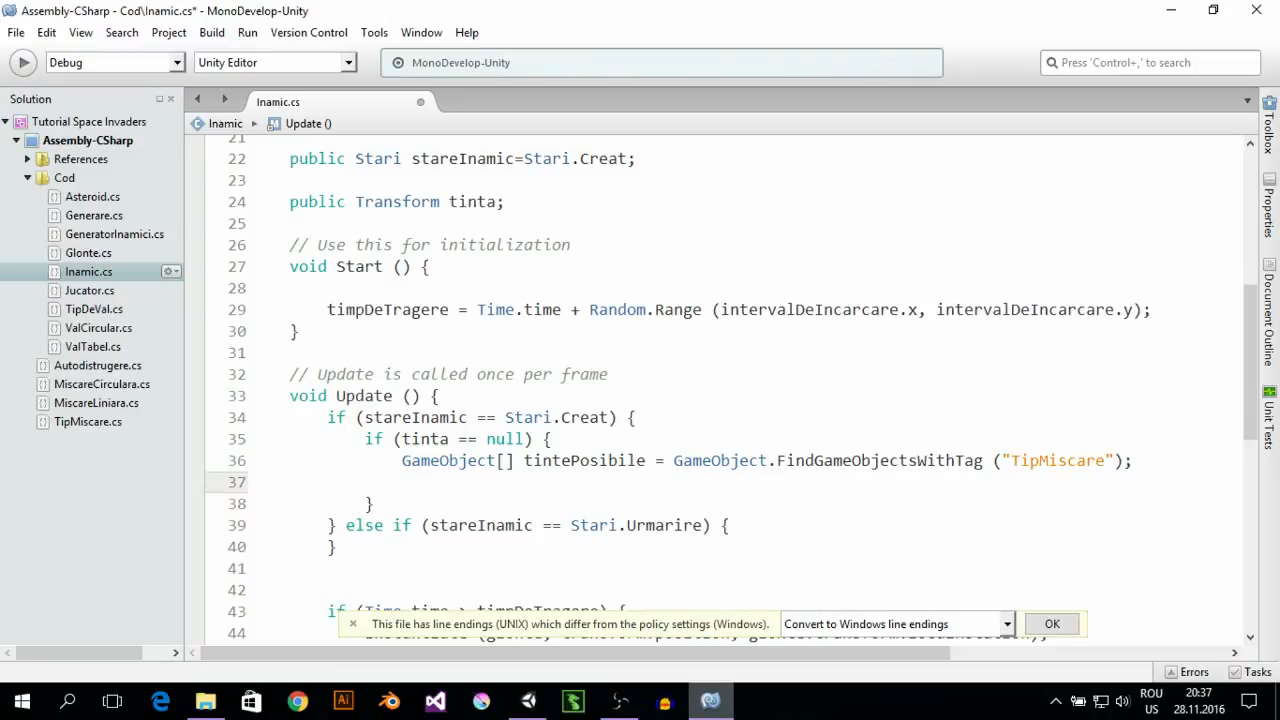 Assembly-CSharp - Cod\Inamic.cs* - MonoDevelop-Unity
File Edit View Search Project Build Run Version Control Tools Window Help
Debug Unity Editor MonoDevelop-Unity Press 'Control+,' to search
Solution
Tutorial Space Invaders
Assembly-CSharp
References
Cod
Asteroid.cs
Generare.cs
GeneratorInamici.cs
Glonte.cs
Inamic.cs
Jucator.cs
TipDeVal.cs
ValCircular.cs
ValTabel.cs
Autodistrugere.cs
MiscareCirculara.cs
MiscareLiniara.cs
TipMiscare.cs
Inamic.cs
Inamic Update ()
21
22 public Stari stareInamic=Stari.Creat;
23
24 public Transform tinta;
25
26 // Use this for initialization
27 void Start () {
28
29 timpDeTragere = Time.time + Random.Range (intervalDeIncarcare.x, intervalDeIncarcare.y);
30 }
31
32 // Update is called once per frame
33 void Update () {
34 if (stareInamic == Stari.Creat) {
35 if (tinta == null) {
36 GameObject[] tintePosibile = GameObject.FindGameObjectsWithTag ("TipMiscare");
37
38 }
39 } else if (stareInamic == Stari.Urmarire) {
40 }
41
42
43 if (Time.time > timpDeTragere) {
44
This file has line endings (UNIX) which differ from the policy settings (Windows). Convert to Windows line endings OK
Toolbox
Properties
Document Outline
Unit Tests
Errors Tasks
ROU 20:37
US 28.11.2016